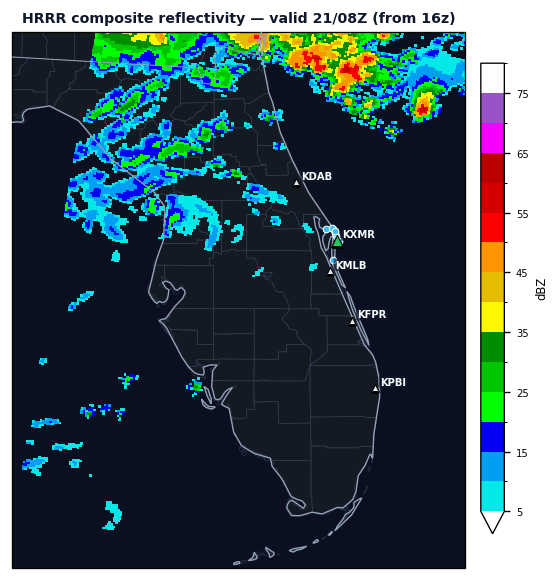 HRRR composite reflectivity — valid 21/08Z (from 16z)
KDAB
KXMR
KMLB
KFPR
KPBI
75
65
55
45
35
25
15
5
dBZ